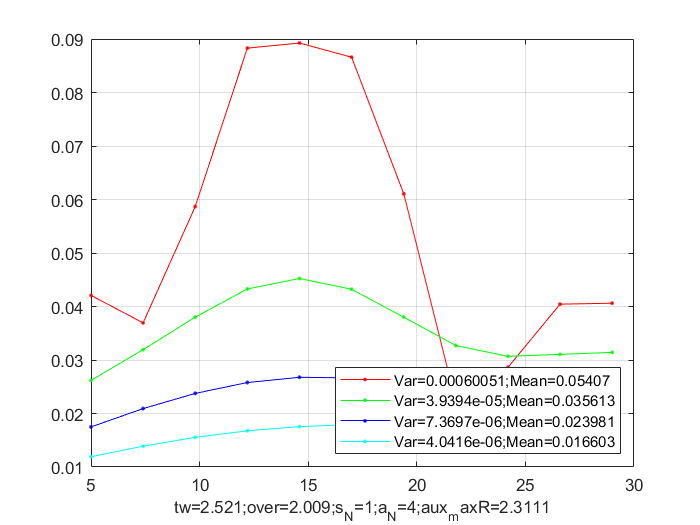 0.09
0.08
0.07
0.06
0.05
0.04
0.03
0.02
0.01
Var=0.00060051;Mean=0.05407
Var=3.9394e-05;Mean=0.035613
Var=7.3697e-06;Mean=0.023981
Var=4.0416e-06;Mean=0.016603
5 10 15 20 25 30
tw=2.521;over=2.009;s_N=1;a_N=4;aux_maxR=2.3111